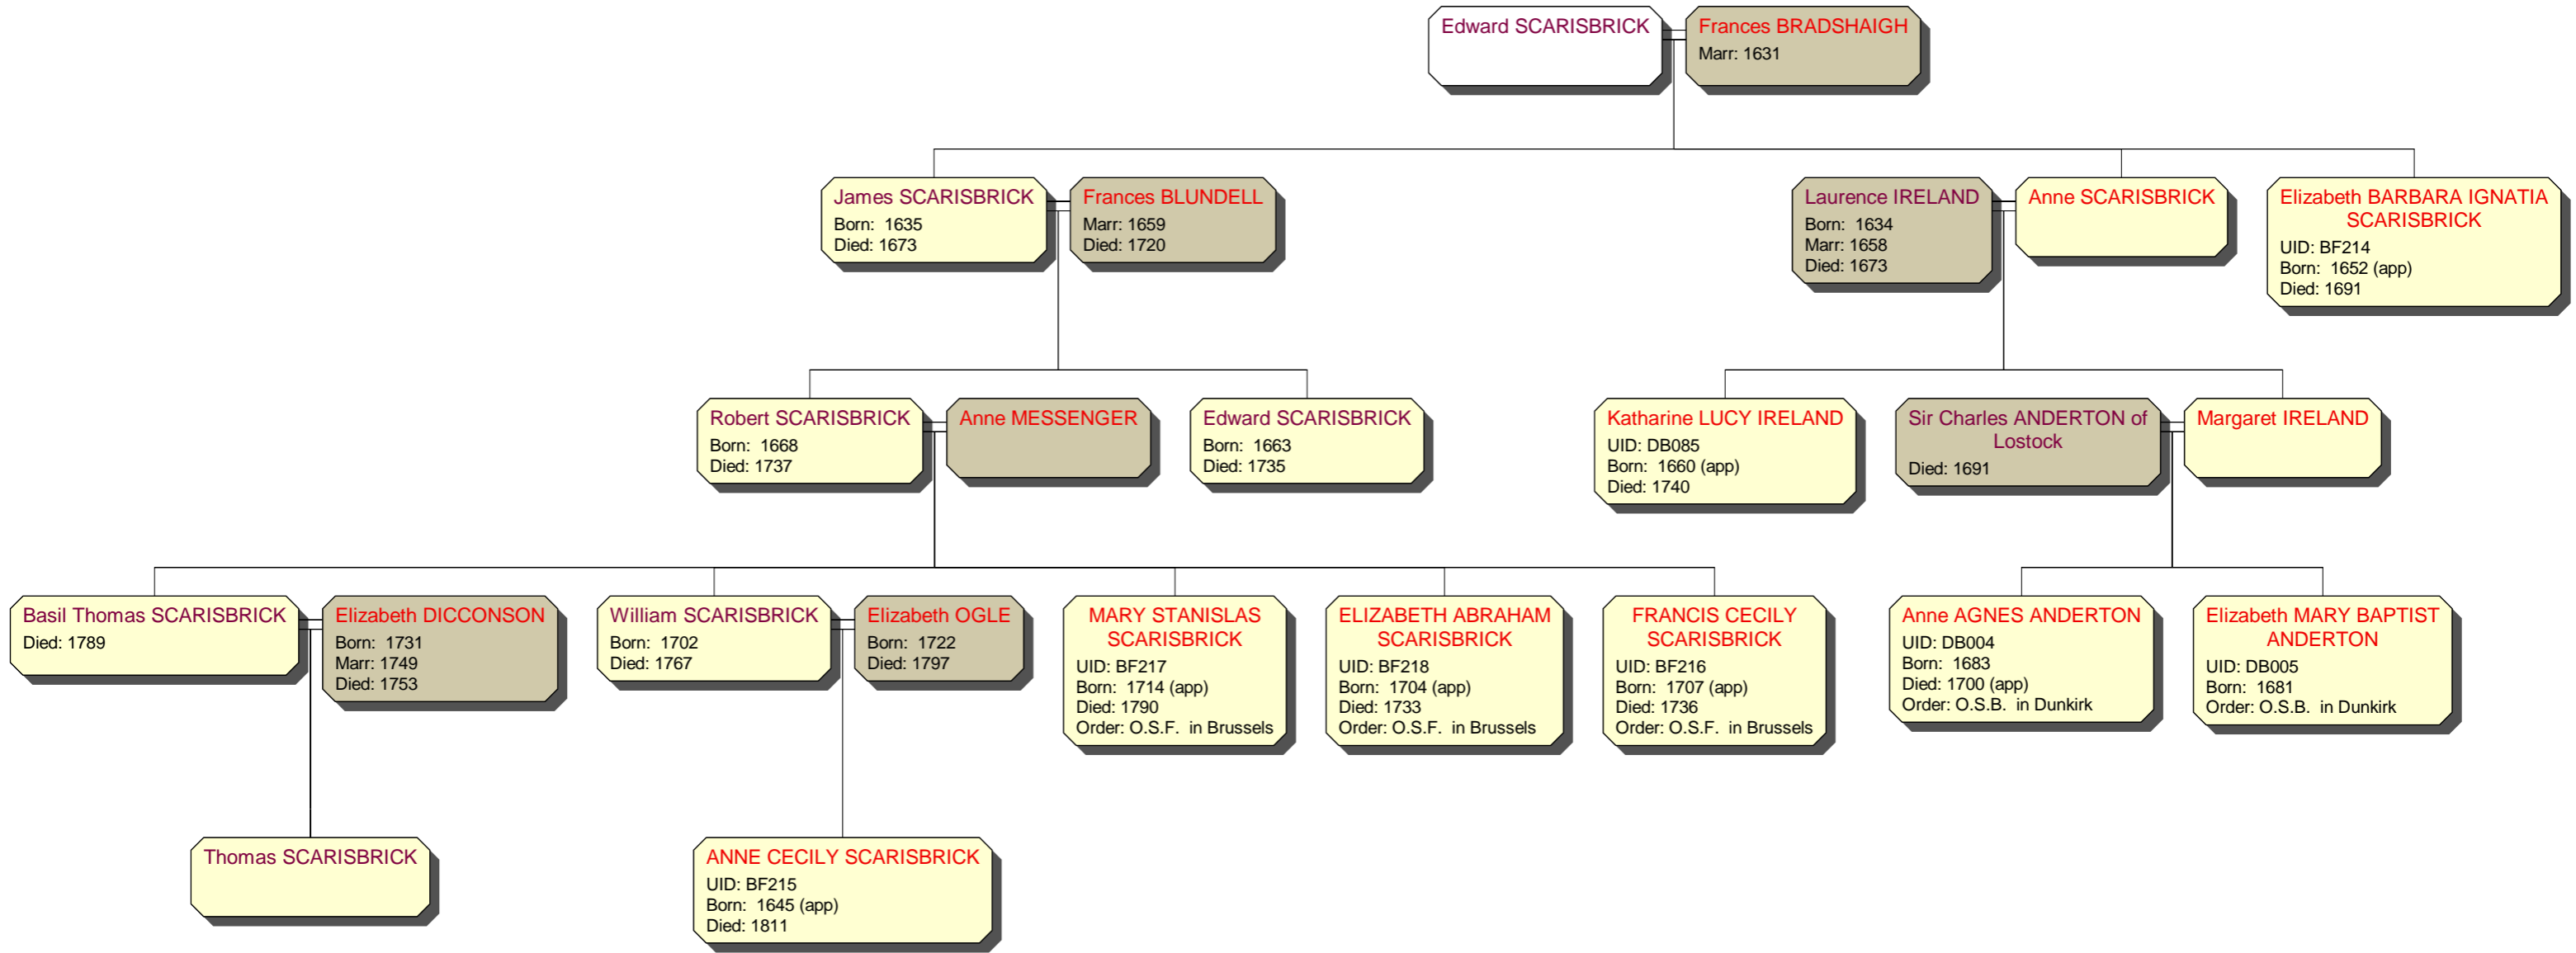 Edward SCARISBRICK
Frances BRADSHAIGH
Marr: 1631
James SCARISBRICK
Born: 1635
Died: 1673
Frances BLUNDELL
Marr: 1659
Died: 1720
Laurence IRELAND
Born: 1634
Marr: 1658
Died: 1673
Anne SCARISBRICK
Elizabeth BARBARA IGNATIA
SCARISBRICK
UID: BF214
Born: 1652 (app)
Died: 1691
Robert SCARISBRICK
Born: 1668
Died: 1737
Anne MESSENGER
Edward SCARISBRICK
Born: 1663
Died: 1735
Katharine LUCY IRELAND
UID: DB085
Born: 1660 (app)
Died: 1740
Sir Charles ANDERTON of
Lostock
Died: 1691
Margaret IRELAND
Basil Thomas SCARISBRICK
Died: 1789
Elizabeth DICCONSON
Born: 1731
Marr: 1749
Died: 1753
William SCARISBRICK
Born: 1702
Died: 1767
Elizabeth OGLE
Born: 1722
Died: 1797
MARY STANISLAS
SCARISBRICK
UID: BF217
Born: 1714 (app)
Died: 1790
Order: O.S.F. in Brussels
ELIZABETH ABRAHAM
SCARISBRICK
UID: BF218
Born: 1704 (app)
Died: 1733
Order: O.S.F. in Brussels
FRANCIS CECILY
SCARISBRICK
UID: BF216
Born: 1707 (app)
Died: 1736
Order: O.S.F. in Brussels
Anne AGNES ANDERTON
UID: DB004
Born: 1683
Died: 1700 (app)
Order: O.S.B. in Dunkirk
Elizabeth MARY BAPTIST
ANDERTON
UID: DB005
Born: 1681
Order: O.S.B. in Dunkirk
Thomas SCARISBRICK
ANNE CECILY SCARISBRICK
UID: BF215
Born: 1645 (app)
Died: 1811